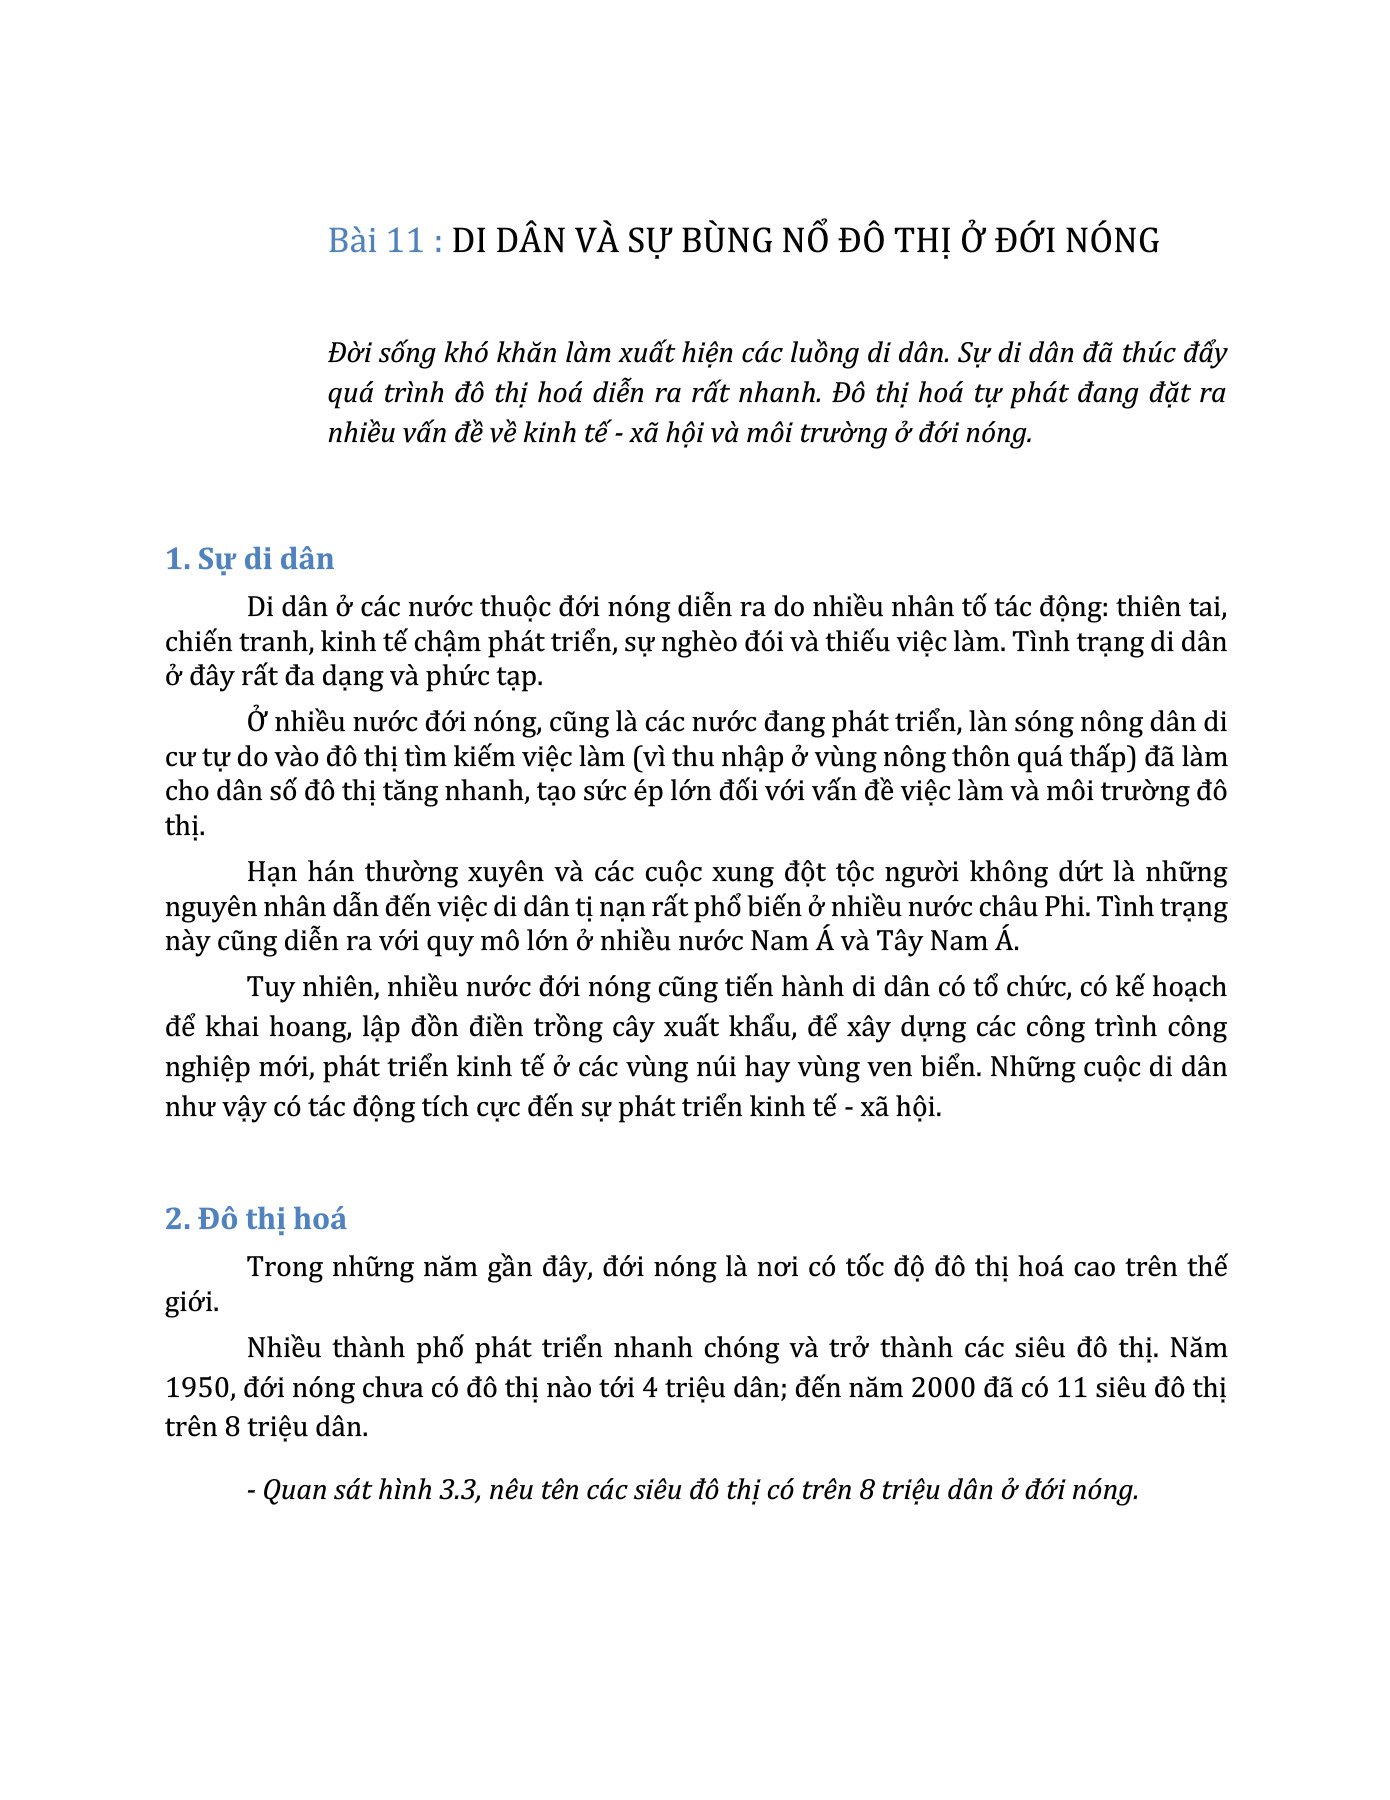 Bài 11 : DI DÂN VÀ SỰ BÙNG NỔ ĐÔ THỊ Ở ĐỚI NÓNG
Đời sống khó khăn làm xuất hiện các luồng di dân. Sự di dân đã thúc đẩy
quá trình đô thị hoá diễn ra rất nhanh. Đô thị hoá tự phát đang đặt ra
nhiều vấn đề về kinh tế - xã hội và môi trường ở đới nóng.
1. Sự di dân
Di dân ở các nước thuộc đới nóng diễn ra do nhiều nhân tố tác động: thiên tai,
chiến tranh, kinh tế chậm phát triển, sự nghèo đói và thiếu việc làm. Tình trạng di dân
ở đây rất đa dạng và phức tạp.
Ở nhiều nước đới nóng, cũng là các nước đang phát triển, làn sóng nông dân di
cư tự do vào đô thị tìm kiếm việc làm (vì thu nhập ở vùng nông thôn quá thấp) đã làm
cho dân số đô thị tăng nhanh, tạo sức ép lớn đối với vấn đề việc làm và môi trường đô
thị.
Hạn hán thường xuyên và các cuộc xung đột tộc người không dứt là những
nguyên nhân dẫn đến việc di dân tị nạn rất phổ biến ở nhiều nước châu Phi. Tình trạng
này cũng diễn ra với quy mô lớn ở nhiều nước Nam Á và Tây Nam Á.
Tuy nhiên, nhiều nước đới nóng cũng tiến hành di dân có tổ chức, có kế hoạch
để khai hoang, lập đồn điền trồng cây xuất khẩu, để xây dựng các công trình công
nghiệp mới, phát triển kinh tế ở các vùng núi hay vùng ven biển. Những cuộc di dân
như vậy có tác động tích cực đến sự phát triển kinh tế - xã hội.
2. Đô thị hoá
Trong những năm gần đây, đới nóng là nơi có tốc độ đô thị hoá cao trên thế
giới.
Nhiều thành phố phát triển nhanh chóng và trở thành các siêu đô thị. Năm
1950, đới nóng chưa có đô thị nào tới 4 triệu dân; đến năm 2000 đã có 11 siêu đô thị
trên 8 triệu dân.
- Quan sát hình 3.3, nêu tên các siêu đô thị có trên 8 triệu dân ở đới nóng.